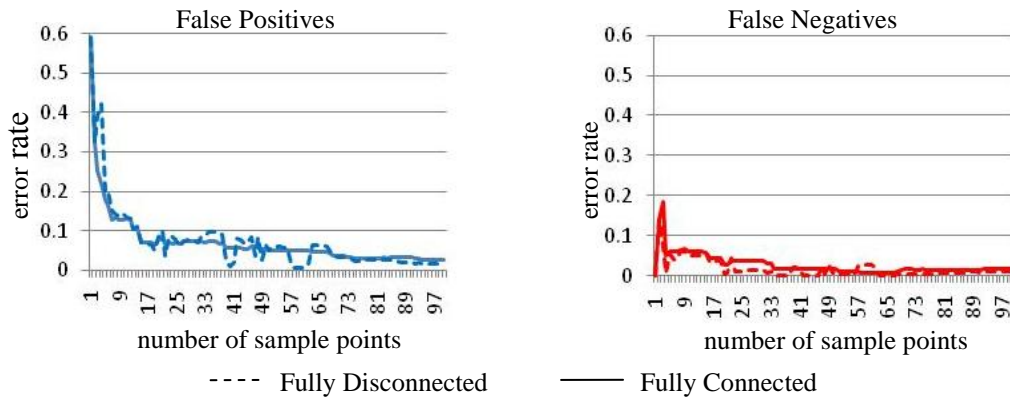 False Positives
0.6
0.5
0.4
0.3
0.2
0.1
0
error rate
1 9 17 25 33 41 49 57 65 73 81 89 97
number of sample points
False Negatives
0.6
0.5
0.4
0.3
0.2
0.1
0
error rate
1 9 17 25 33 41 49 57 65 73 81 89 97
number of sample points
Fully Disconnected
Fully Connected